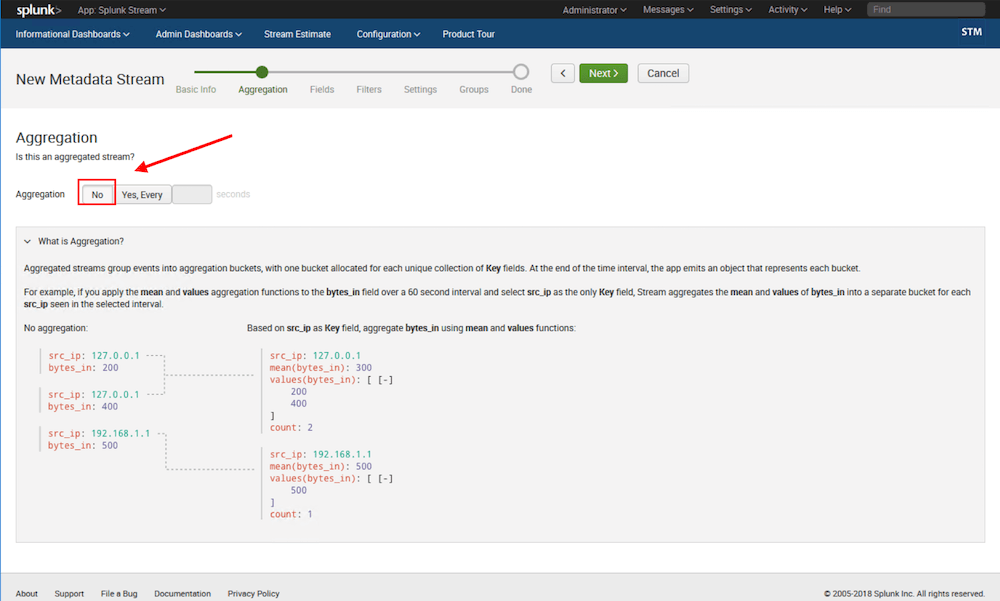 splunk> App: Splunk Stream Administrator Messages Settings Activity Help Find
Informational Dashboards Admin Dashboards Stream Estimate Configuration Product Tour STM
New Metadata Stream
Basic Info Aggregation Fields Filters Settings Groups Done
< Next > Cancel
Aggregation
Is this an aggregated stream?
Aggregation No Yes, Every seconds
What is Aggregation?
Aggregated streams group events into aggregation buckets, with one bucket allocated for each unique collection of Key fields. At the end of the time interval, the app emits an object that represents each bucket.
For example, if you apply the mean and values aggregation functions to the bytes_in field over a 60 second interval and select src_ip as the only Key field, Stream aggregates the mean and values of bytes_in into a separate bucket for each
src_ip seen in the selected interval.
No aggregation:
src_ip: 127.0.0.1
bytes_in: 200
src_ip: 127.0.0.1
bytes_in: 400
src_ip: 192.168.1.1
bytes_in: 500
Based on src_ip as Key field, aggregate bytes_in using mean and values functions:
src_ip: 127.0.0.1
mean(bytes_in): 300
values(bytes_in): [ [-]
200
400
]
count: 2
src_ip: 192.168.1.1
mean(bytes_in): 500
values(bytes_in): [ [-]
500
]
count: 1
About Support File a Bug Documentation Privacy Policy © 2005-2018 Splunk Inc. All rights reserved.